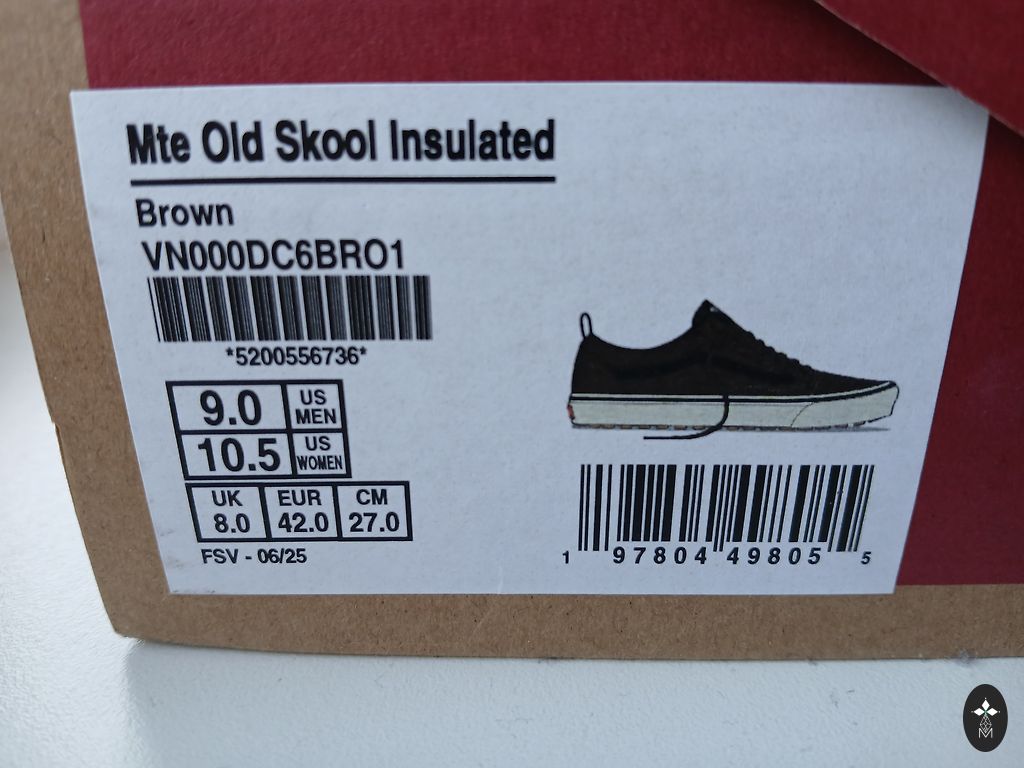 Mte Old Skool Insulated
Brown
VN000DC6BRO1
*5200556736*
9.0 US MEN
10.5 US WOMEN
UK EUR CM
8.0 42.0 27.0
FSV - 06/25
1 97804 49805 5
M